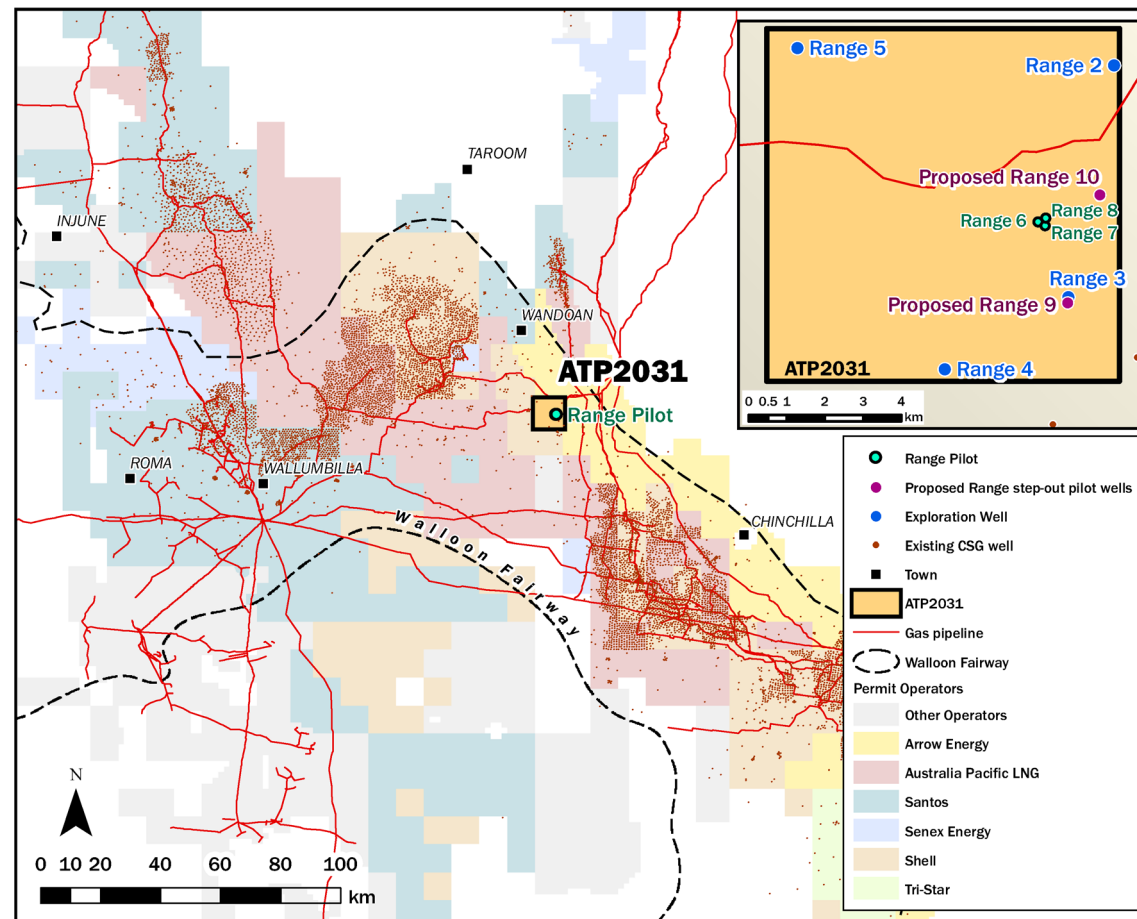 TAROOM
INJUNE
WANDOAN
ATP2031
Range Pilot
ROMA
WALLUMBILLA
CHINCHILLA
Walloon Fairway
N
0 10 20 40 60 80 100
km
Range 5
Range 2
Proposed Range 10
Range 8
Range 6
Range 7
Range 3
Proposed Range 9
Range 4
ATP2031
0 0.5 1 2 3 4
km
Range Pilot
Proposed Range step-out pilot wells
Exploration Well
Existing CSG well
Town
ATP2031
Gas pipeline
Walloon Fairway
Permit Operators
Other Operators
Arrow Energy
Australia Pacific LNG
Santos
Senex Energy
Shell
Tri-Star